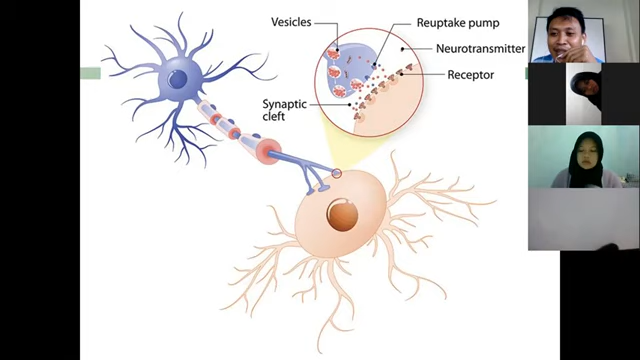 Vesicles
Reuptake pump
Neurotransmitter
Receptor
Synaptic
cleft